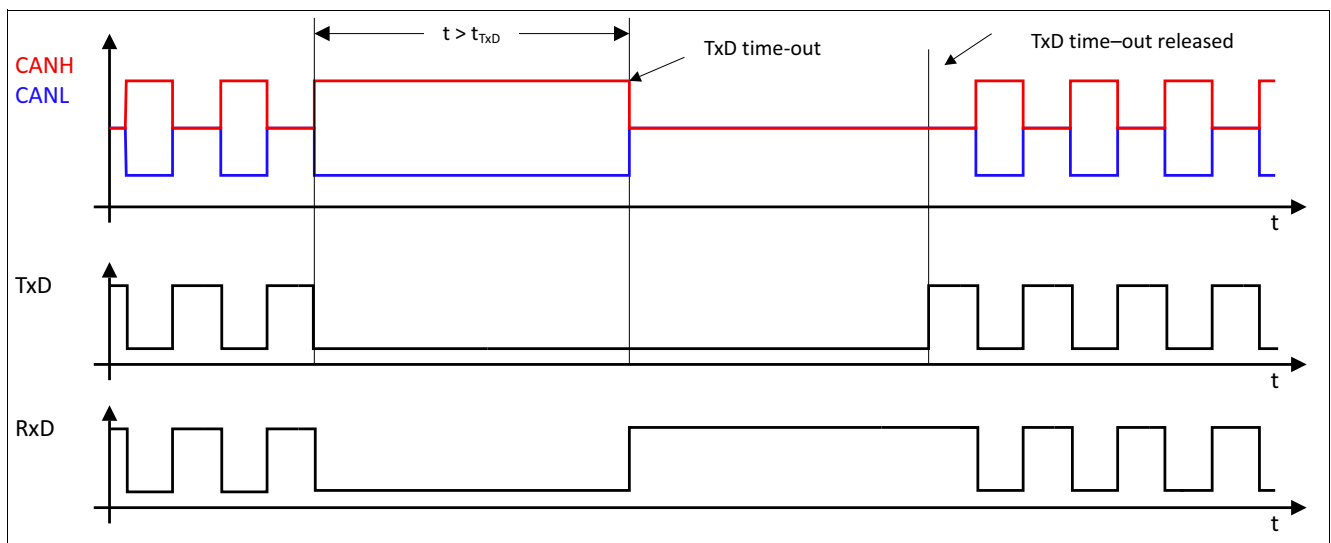 t > tTxD
TxD time-out
TxD time–out released
CANH
CANL
t
TxD
t
RxD
t